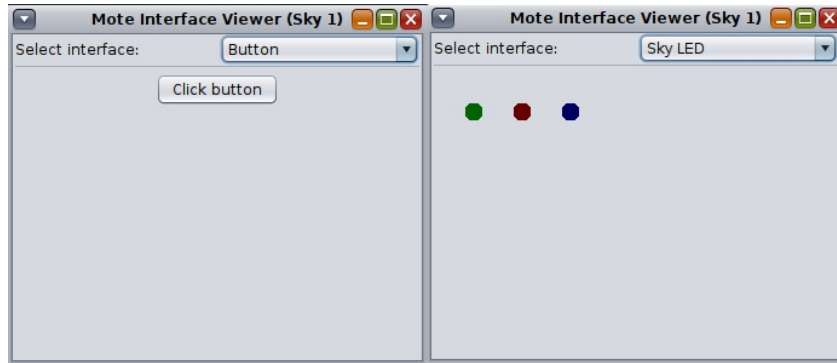 Mote Interface Viewer (Sky 1)
Select interface:
Button
Click button
Mote Interface Viewer (Sky 1)
Select interface:
Sky LED